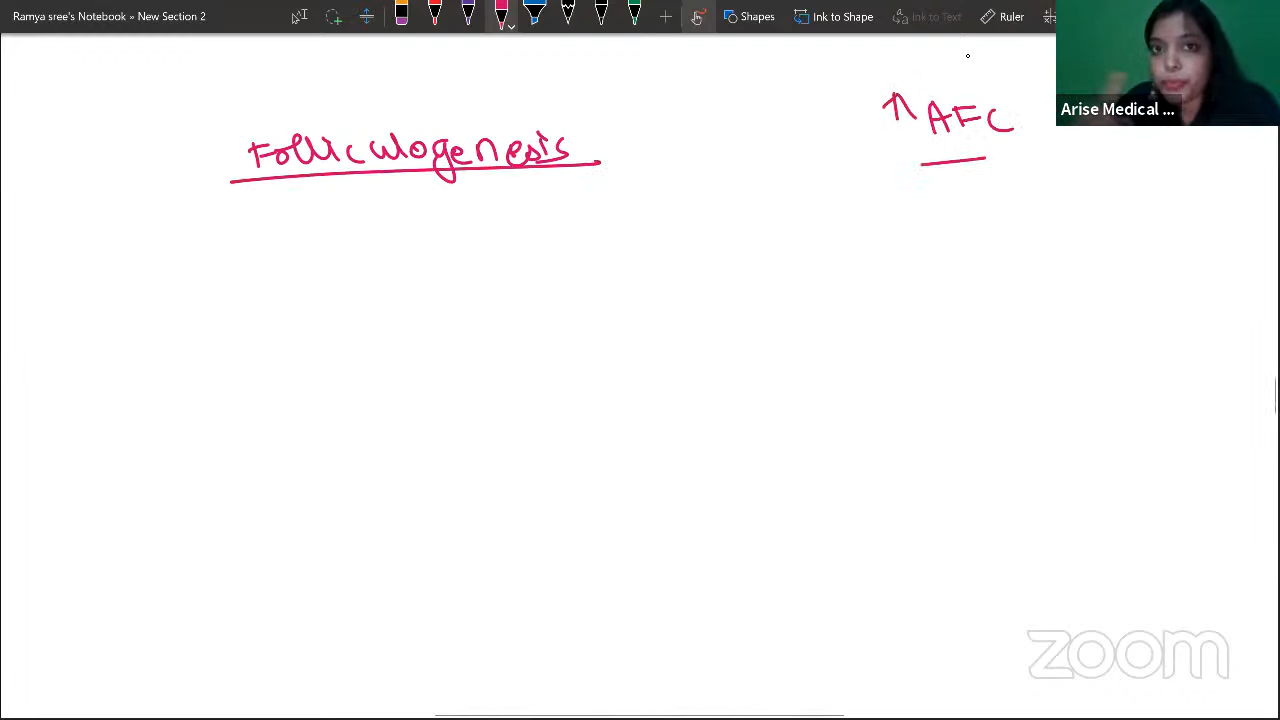 Ramya sree's Notebook » New Section 2
Shapes
Ink to Shape
Ink to Text
Ruler
Arise Medical ...
↑ AFC
Folliculogenesis
zoom